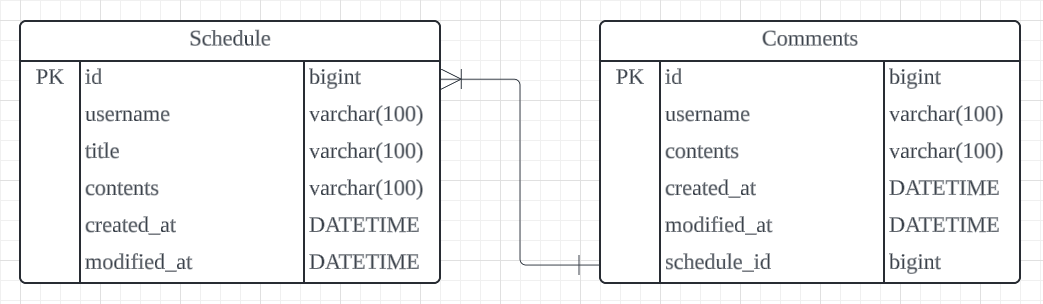 Schedule
PK id bigint
username varchar(100)
title varchar(100)
contents varchar(100)
created_at DATETIME
modified_at DATETIME
Comments
PK id bigint
username varchar(100)
contents varchar(100)
created_at DATETIME
modified_at DATETIME
schedule_id bigint